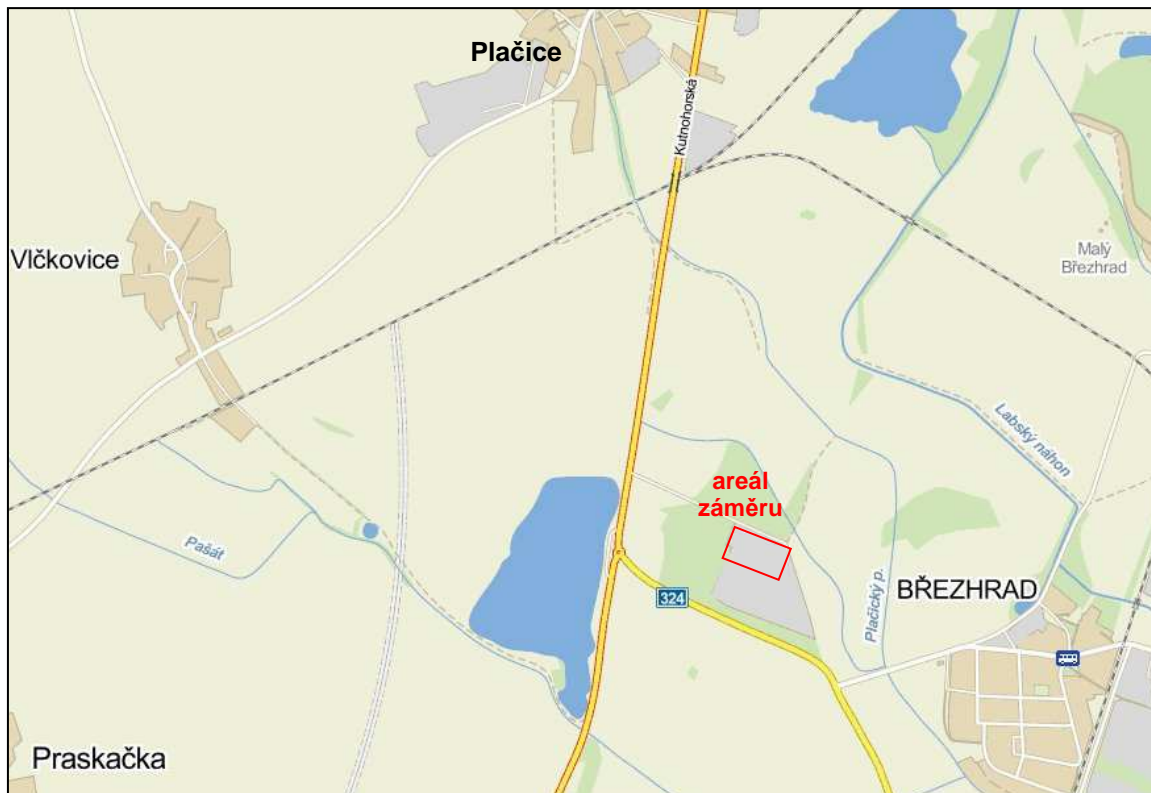 Plačice
Kutnohorská
Vlčkovice
Malý
Březhrad
Labský náhon
areál
záměru
Pašát
324
BŘEZHRAD
Plačický p.
Praskačka